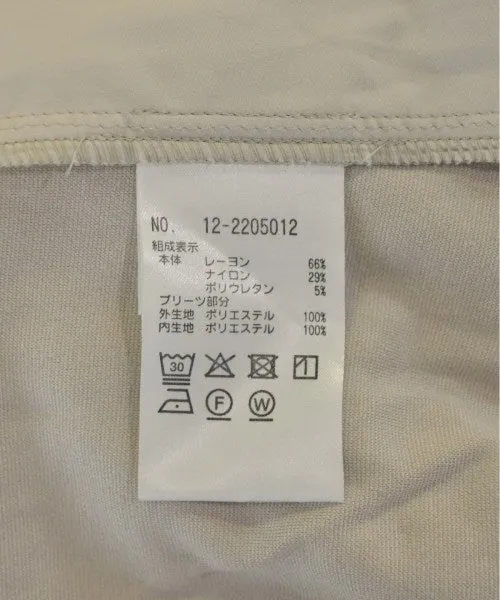 NO. 12-2205012
組成表示
本体 レーヨン 66%
ナイロン 29%
ポリウレタン 5%
プリーツ部分
外生地 ポリエステル 100%
内生地 ポリエステル 100%
30
F W